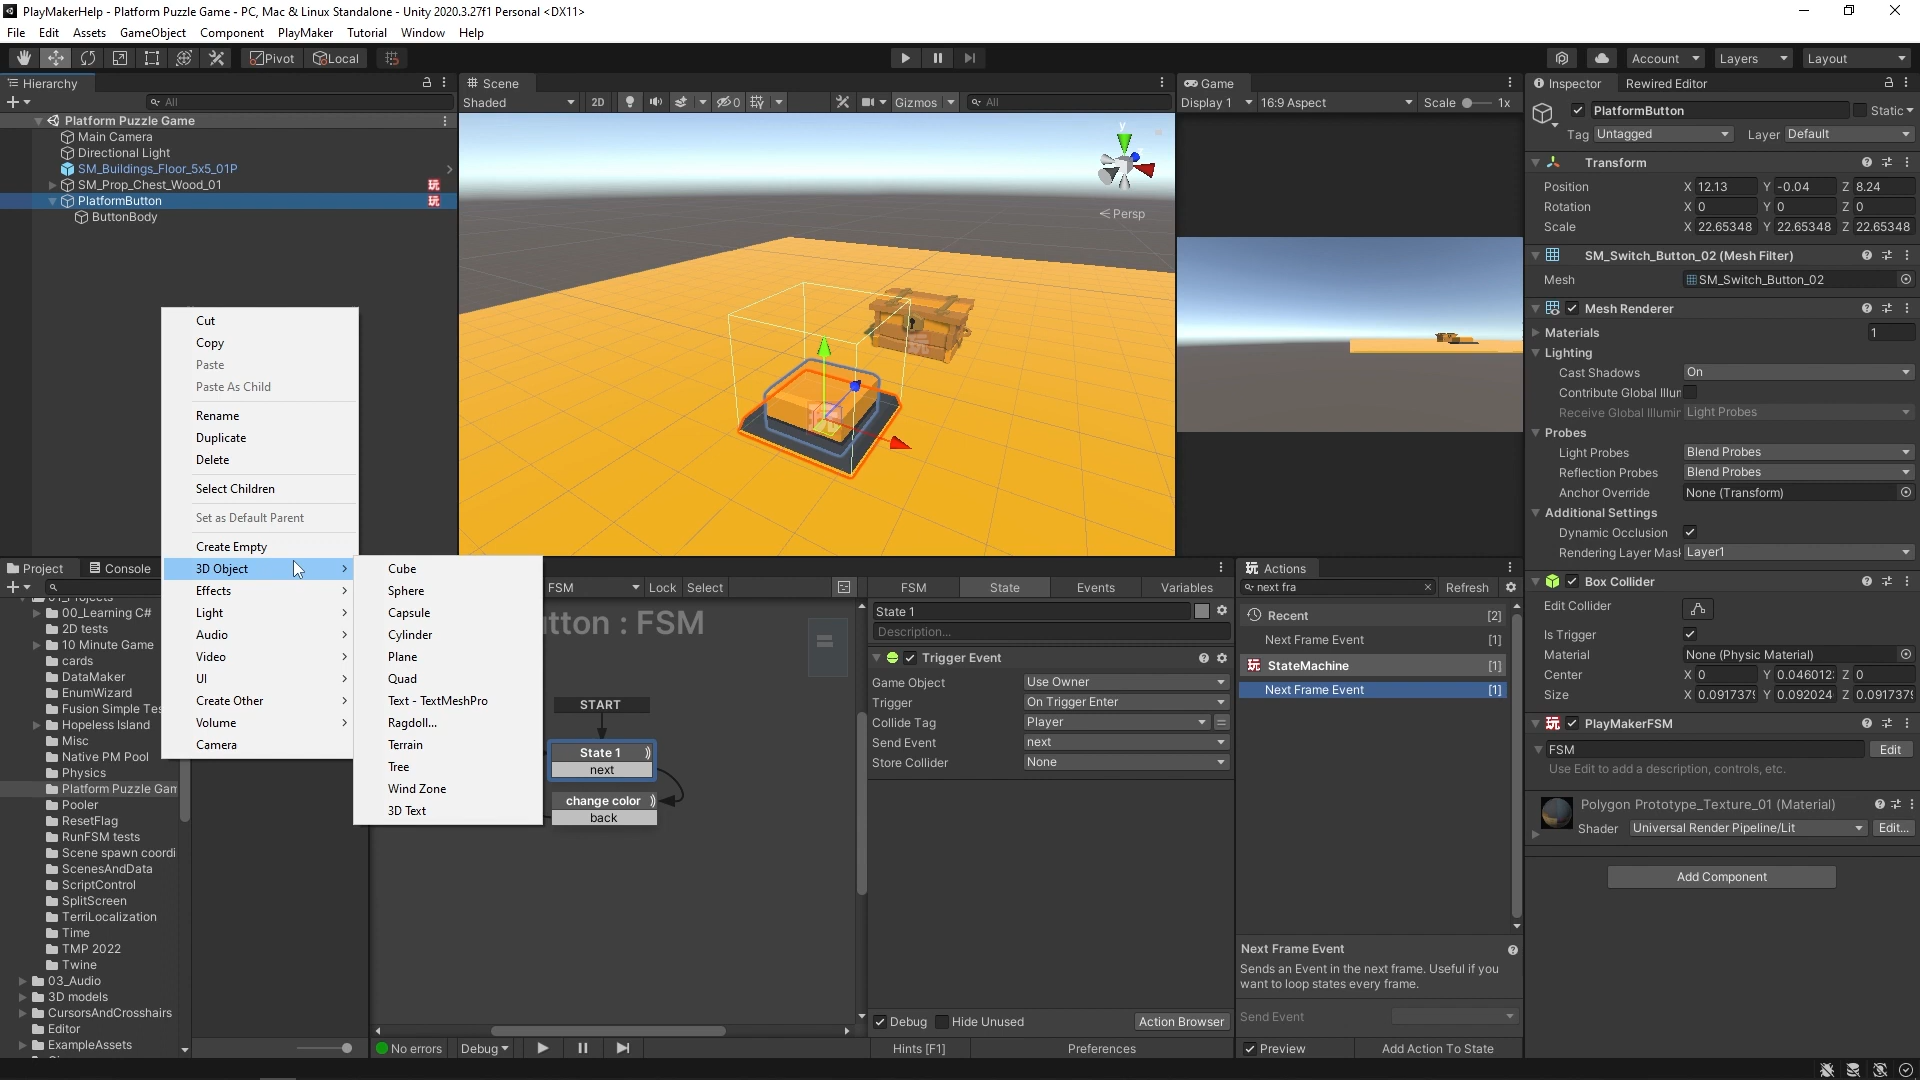 PlayMakerHelp - Platform Puzzle Game - PC, Mac & Linux Standalone - Unity 2020.3.27f1 Personal <DX11>
File Edit Assets GameObject Component PlayMaker Tutorial Window Help
Pivot Local
Account Layers Layout
Hierarchy
All
Platform Puzzle Game
Main Camera
Directional Light
SM_Buildings_Floor_5x5_01P
SM_Prop_Chest_Wood_01
PlatformButton
ButtonBody
Cut
Copy
Paste
Paste As Child
Rename
Duplicate
Delete
Select Children
Set as Default Parent
Create Empty
3D Object
Effects
Light
Audio
Video
UI
Create Other
Volume
Camera
Cube
Sphere
Capsule
Cylinder
Plane
Quad
Text - TextMeshPro
Ragdoll...
Terrain
Tree
Wind Zone
3D Text
Scene
Shaded 2D 0 Gizmos All
y
Persp
Game
Display 1 16:9 Aspect Scale 1x
Project Console
00_Learning C#
2D tests
10 Minute Game
cards
DataMaker
EnumWizard
Fusion Simple Tes
Hopeless Island
Misc
Native PM Pool
Physics
Platform Puzzle Gam
Pooler
ResetFlag
RunFSM tests
Scene spawn coordi
ScenesAndData
ScriptControl
SplitScreen
TerriLocalization
Time
TMP 2022
Twine
03_Audio
3D models
CursorsAndCrosshairs
Editor
ExampleAssets
FSM Lock Select
tton : FSM
START
State 1
next
change color
back
No errors Debug
FSM State Events Variables
State 1
Description...
Trigger Event
Game Object Use Owner
Trigger On Trigger Enter
Collide Tag Player
Send Event next
Store Collider None
Debug Hide Unused Action Browser
Hints [F1] Preferences
Actions
next fra Refresh
Recent [2]
Next Frame Event [1]
StateMachine [1]
Next Frame Event [1]
Next Frame Event
Sends an Event in the next frame. Useful if you
want to loop states every frame.
Send Event
Preview Add Action To State
Inspector Rewired Editor
PlatformButton Static
Tag Untagged Layer Default
Transform
Position X 12.13 Y -0.04 Z 8.24
Rotation X 0 Y 0 Z 0
Scale X 22.65348 Y 22.65348 Z 22.65348
SM_Switch_Button_02 (Mesh Filter)
Mesh SM_Switch_Button_02
Mesh Renderer
Materials 1
Lighting
Cast Shadows On
Contribute Global Illur
Receive Global Illumir Light Probes
Probes
Light Probes Blend Probes
Reflection Probes Blend Probes
Anchor Override None (Transform)
Additional Settings
Dynamic Occlusion
Rendering Layer Mask Layer1
Box Collider
Edit Collider
Is Trigger
Material None (Physic Material)
Center X 0 Y 0.046012 Z 0
Size X 0.0917379 Y 0.092024 Z 0.0917379
PlayMakerFSM
FSM Edit
Use Edit to add a description, controls, etc.
Polygon Prototype_Texture_01 (Material)
Shader Universal Render Pipeline/Lit Edit...
Add Component